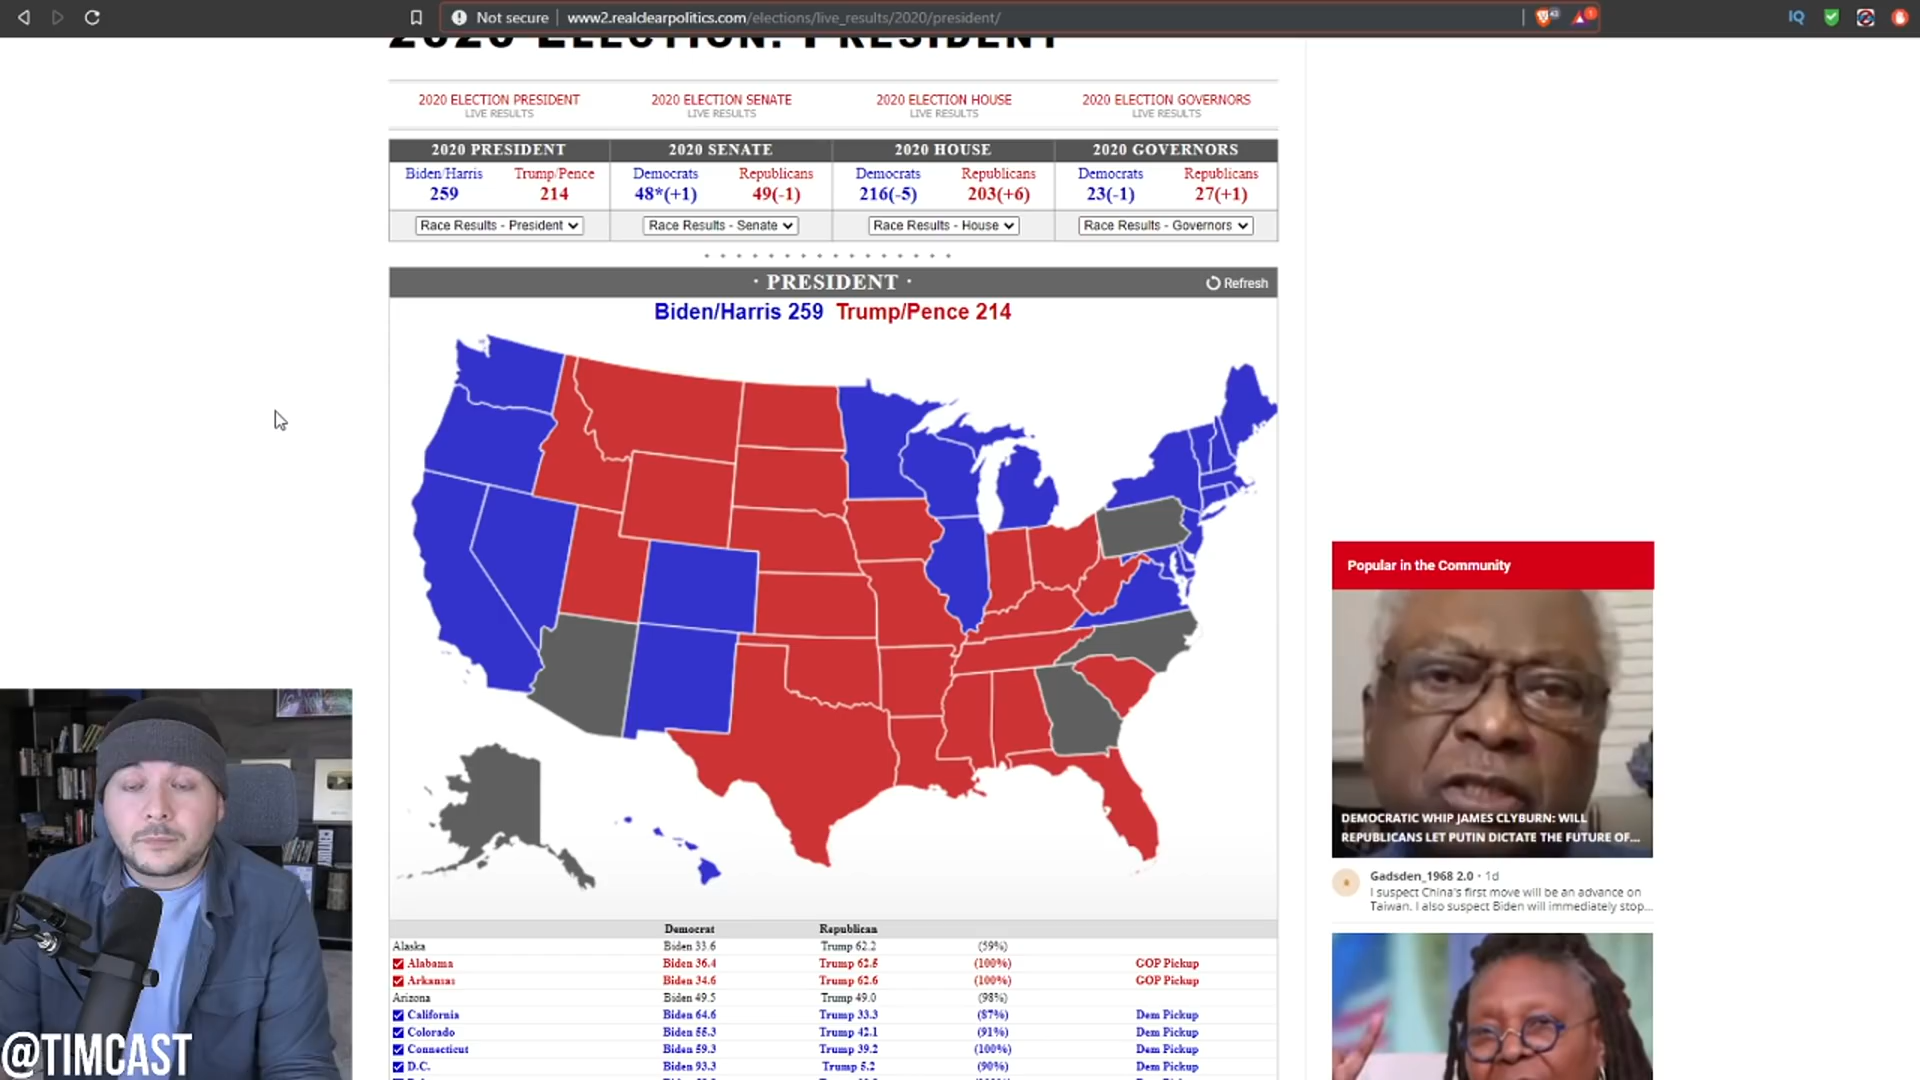 Not secure | www2.realclearpolitics.com/elections/live_results/2020/president/
2020 ELECTION: PRESIDENT
2020 ELECTION PRESIDENT
LIVE RESULTS
2020 ELECTION SENATE
LIVE RESULTS
2020 ELECTION HOUSE
LIVE RESULTS
2020 ELECTION GOVERNORS
LIVE RESULTS
2020 PRESIDENT 2020 SENATE 2020 HOUSE 2020 GOVERNORS
Biden/Harris Trump/Pence Democrats Republicans Democrats Republicans Democrats Republicans
259 214 48*(+1) 49(-1) 216(-5) 203(+6) 23(-1) 27(+1)
Race Results - President Race Results - Senate Race Results - House Race Results - Governors
· PRESIDENT ·
Refresh
Biden/Harris 259 Trump/Pence 214
Democrat Republican
Alaska Biden 33.6 Trump 62.2 (59%)
Alabama Biden 36.4 Trump 62.5 (100%) GOP Pickup
Arkansas Biden 34.6 Trump 62.6 (100%) GOP Pickup
Arizona Biden 49.5 Trump 49.0 (98%)
California Biden 64.6 Trump 33.3 (87%) Dem Pickup
Colorado Biden 55.3 Trump 42.1 (91%) Dem Pickup
Connecticut Biden 59.3 Trump 39.2 (100%) Dem Pickup
D.C. Biden 93.3 Trump 5.2 (90%) Dem Pickup
Popular in the Community
DEMOCRATIC WHIP JAMES CLYBURN: WILL
REPUBLICANS LET PUTIN DICTATE THE FUTURE OF...
Gadsden_1968 2.0 · 1d
I suspect China's first move will be an advance on
Taiwan. I also suspect Biden will immediately stop...
@TIMCAST
IQ